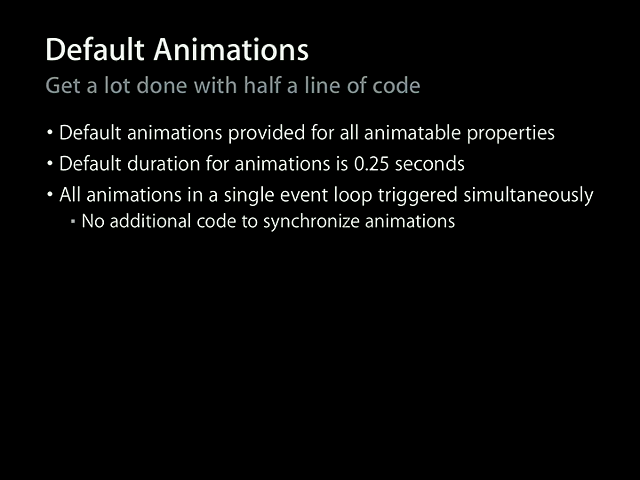 Default Animations
Get a lot done with half a line of code
• Default animations provided for all animatable properties
• Default duration for animations is 0.25 seconds
• All animations in a single event loop triggered simultaneously
▪ No additional code to synchronize animations